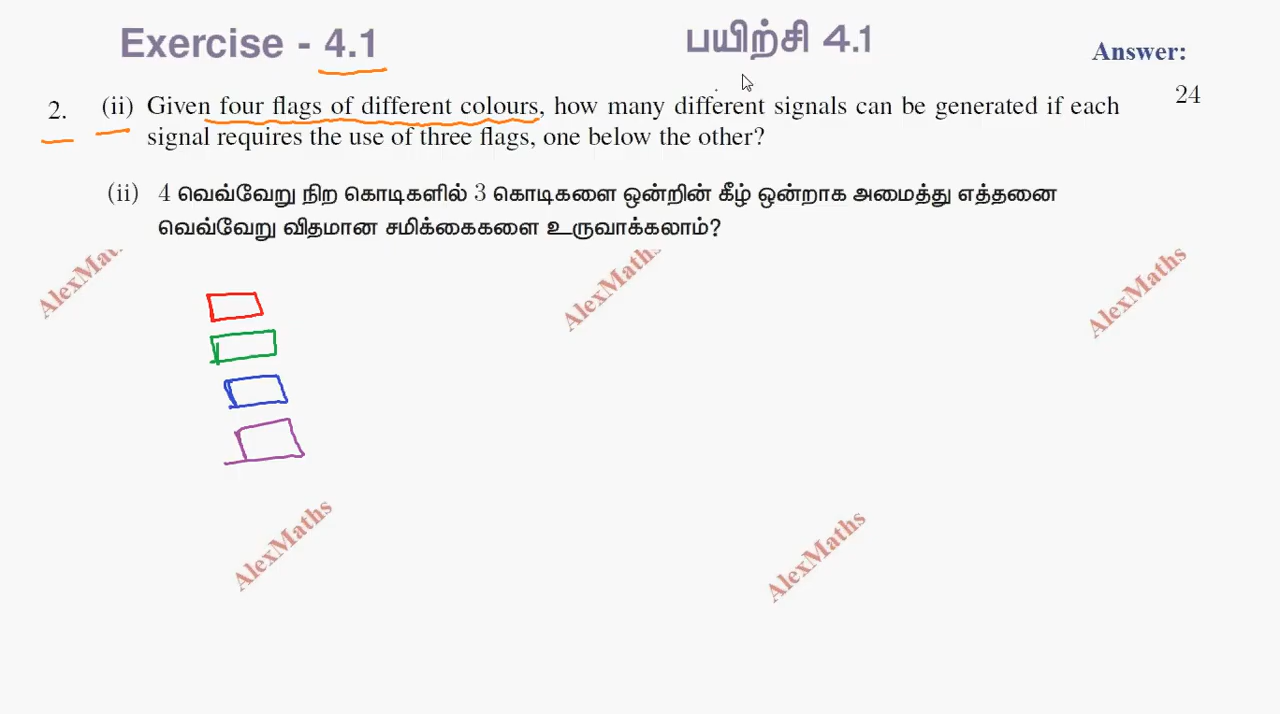 Exercise - 4.1
பயிற்சி 4.1
Answer:
2. (ii) Given four flags of different colours, how many different signals can be generated if each
24
signal requires the use of three flags, one below the other?
(ii) 4 வெவ்வேறு நிற கொடிகளில் 3 கொடிகளை ஒன்றின் கீழ் ஒன்றாக அமைத்து எத்தனை
வெவ்வேறு விதமான சமிக்கைகளை உருவாக்கலாம்?
AlexMaths
AlexMaths
AlexMaths
AlexMaths
AlexMaths